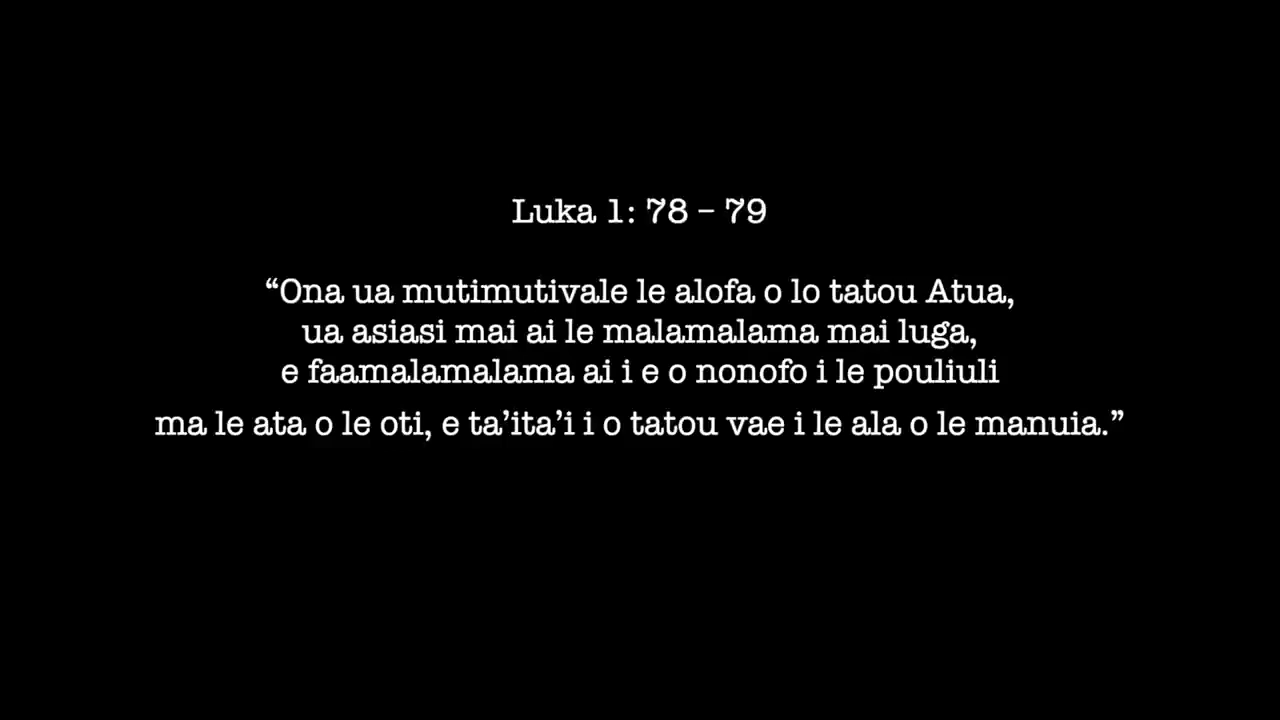 Luka 1: 78 – 79
“Ona ua mutimutivale le alofa o lo tatou Atua,
ua asiasi mai ai le malamalama mai luga,
e faamalamalama ai i e o nonofo i le pouliuli
ma le ata o le oti, e ta’ita’i i o tatou vae i le ala o le manuia.”